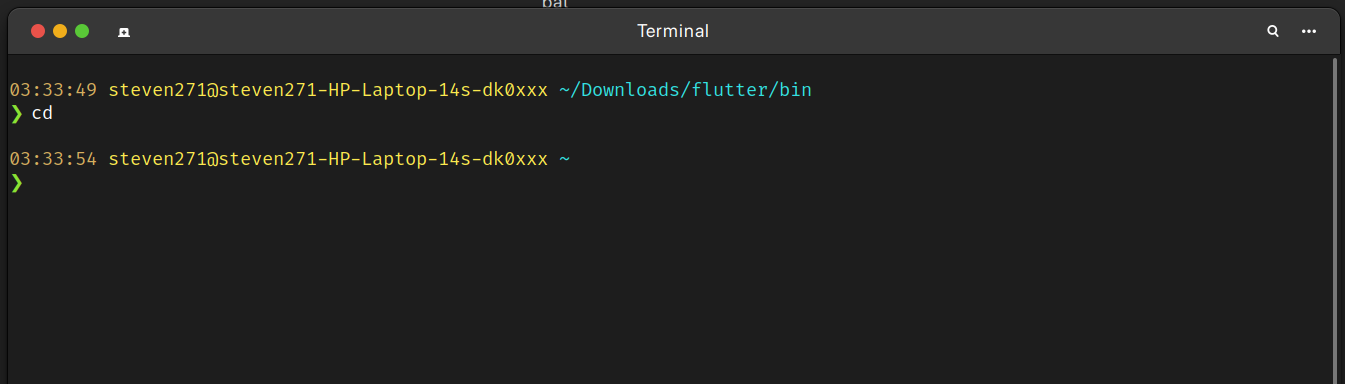 bat
Terminal
03:33:49 steven271@steven271-HP-Laptop-14s-dk0xxx ~/Downloads/flutter/bin
❯ cd
03:33:54 steven271@steven271-HP-Laptop-14s-dk0xxx ~
❯